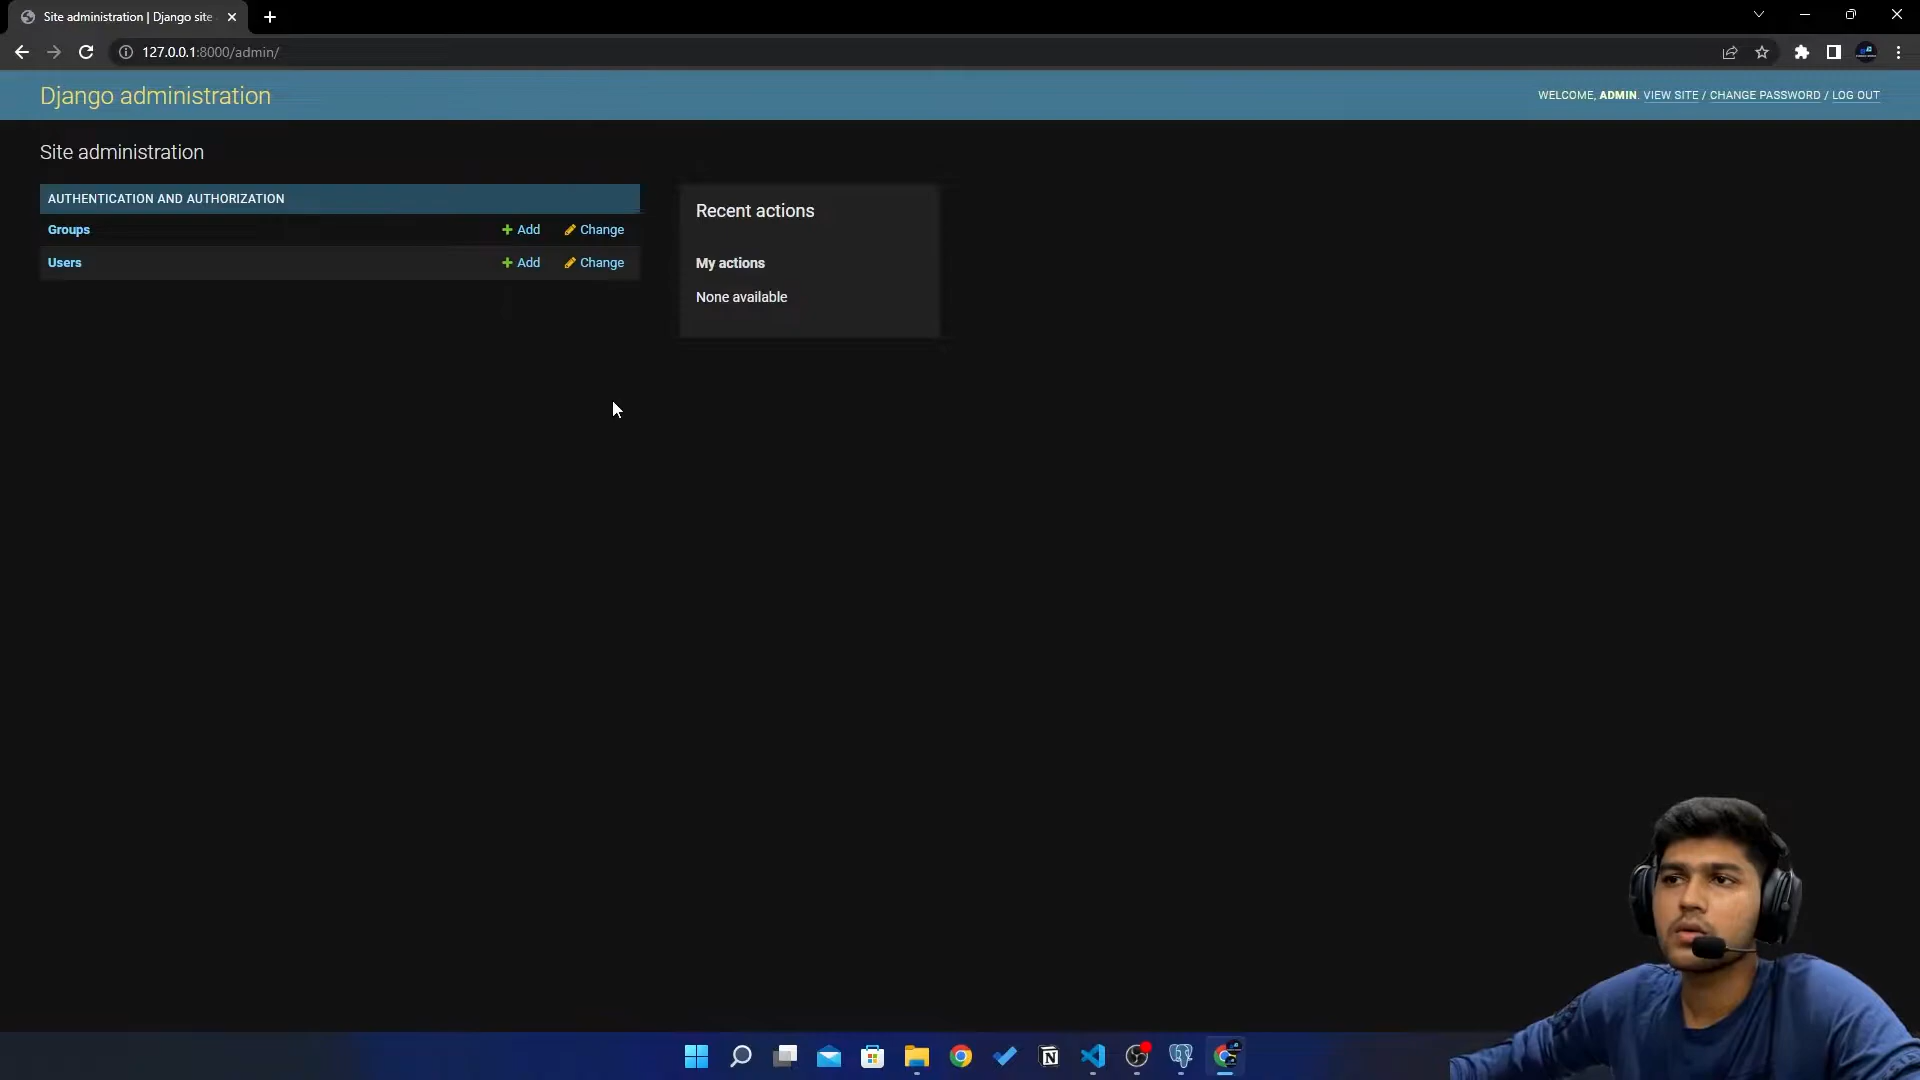 Site administration | Django site
127.0.0.1:8000/admin/
Django administration
WELCOME, ADMIN. VIEW SITE / CHANGE PASSWORD / LOG OUT
Site administration
AUTHENTICATION AND AUTHORIZATION
Groups
Add
Change
Users
Add
Change
Recent actions
My actions
None available